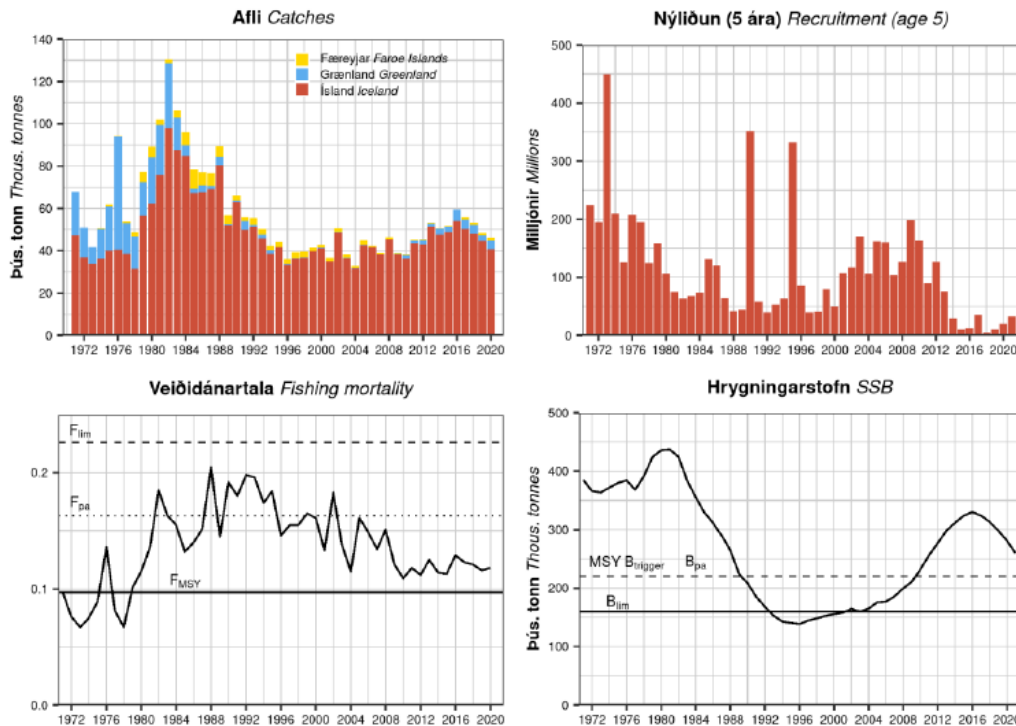 Afli Catches
Þús. tonn Thous. tonnes
140
120
100
80
60
40
20
0
Færeyjar Faroe Islands
Grænland Greenland
Ísland Iceland
1972 1976 1980 1984 1988 1992 1996 2000 2004 2008 2012 2016 2020
Nýliðun (5 ára) Recruitment (age 5)
Milljónir Millions
500
400
300
200
100
0
1972 1976 1980 1984 1988 1992 1996 2000 2004 2008 2012 2016 2020
Veiðidánartala Fishing mortality
Flim
0.2
Fpa
FMSY
0.1
0.0
1972 1976 1980 1984 1988 1992 1996 2000 2004 2008 2012 2016 2020
Hrygningarstofn SSB
Þús. tonn Thous. tonnes
500
400
300
MSY Btrigger Bpa
200
Blim
100
0
1972 1976 1980 1984 1988 1992 1996 2000 2004 2008 2012 2016 2020